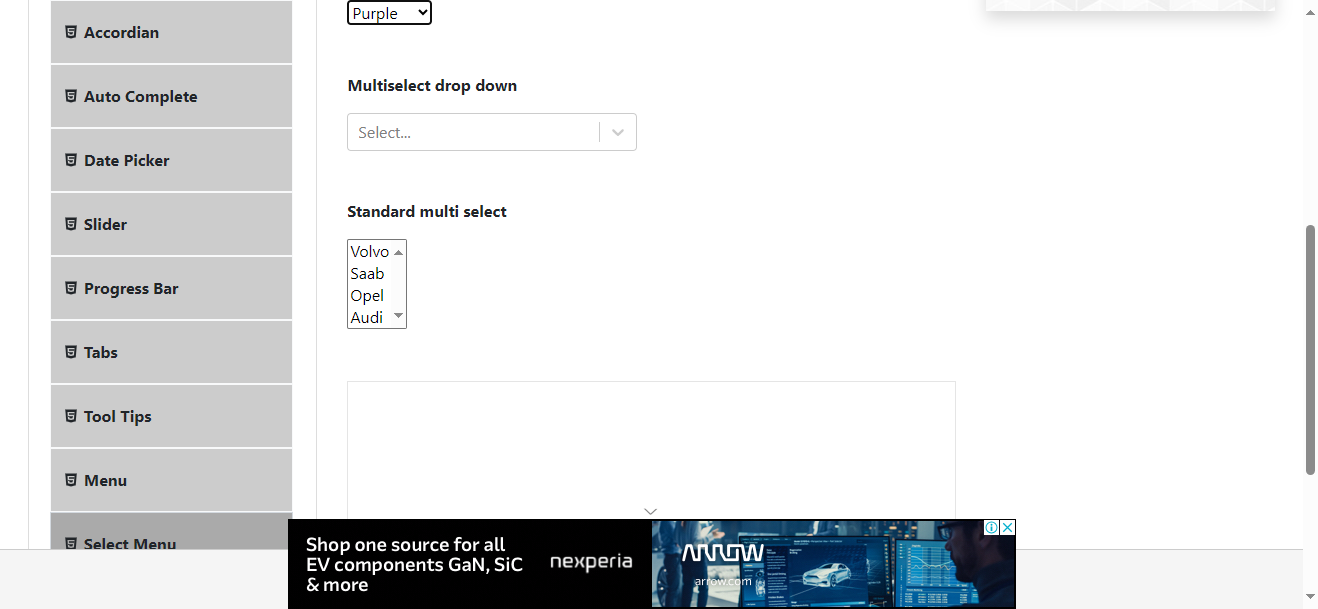 Accordian
Auto Complete
Date Picker
Slider
Progress Bar
Tabs
Tool Tips
Menu
Select Menu
Purple
Multiselect drop down
Select...
Standard multi select
Volvo
Saab
Opel
Audi
Shop one source for all
EV components GaN, SiC
& more
nexperia
ARROW
arrow.com